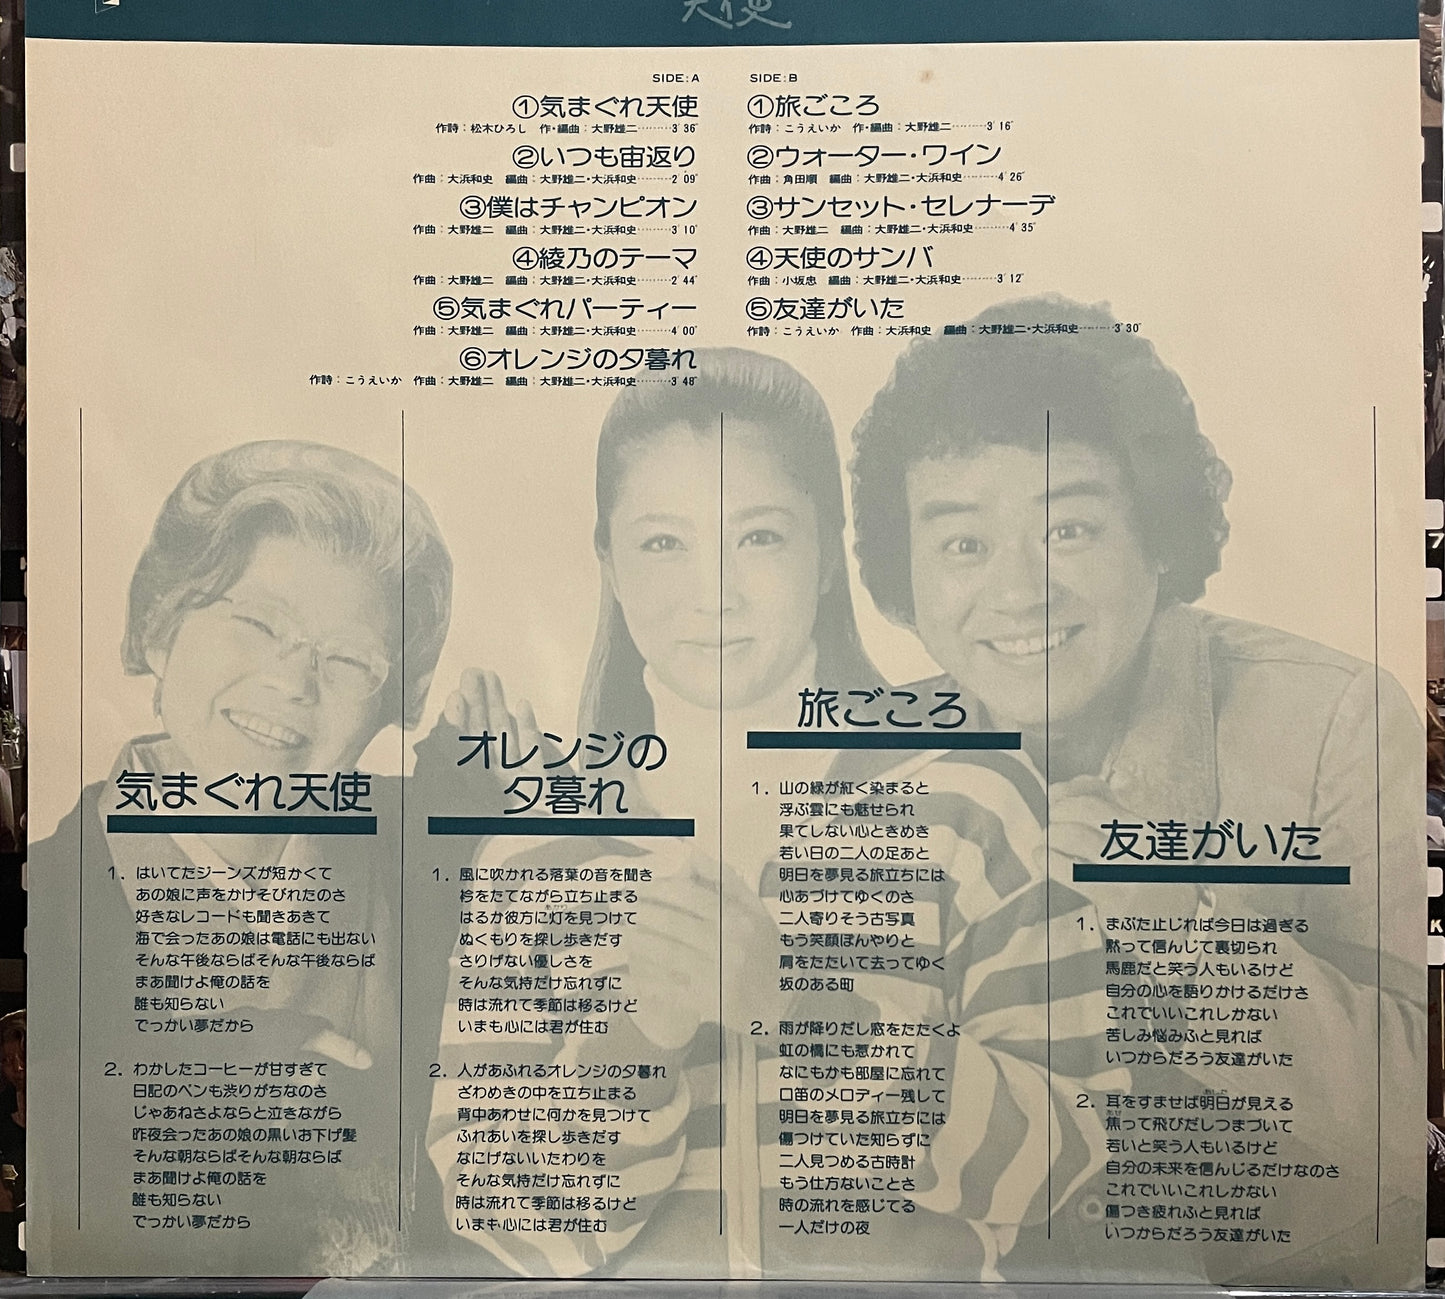 天使
SIDE:A
①気まぐれ天使
作詩：松木ひろし 作・編曲：大野雄二………3′36″
②いつも宙返り
作曲：大浜和史 編曲：大野雄二・大浜和史………2′09″
③僕はチャンピオン
作曲：大野雄二 編曲：大野雄二・大浜和史………3′10″
④綾乃のテーマ
作曲：大野雄二 編曲：大野雄二・大浜和史………2′44″
⑤気まぐれパーティー
作曲：大野雄二 編曲：大野雄二・大浜和史………4′00″
⑥オレンジの夕暮れ
作詩：こうえいか 作曲：大野雄二 編曲：大野雄二・大浜和史………3′48″
SIDE:B
①旅ごころ
作詩：こうえいか 作・編曲：大野雄二………3′16″
②ウォーター・ワイン
作曲：角田順 編曲：大野雄二・大浜和史………4′26″
③サンセット・セレナーデ
作曲：大野雄二 編曲：大野雄二・大浜和史………4′35″
④天使のサンバ
作曲：小坂忠 編曲：大野雄二・大浜和史………3′12″
⑤友達がいた
作詩：こうえいか 作曲：大浜和史 編曲：大野雄二・大浜和史………3′30″
気まぐれ天使
1. はいてたジーンズが短かくて
あの娘に声をかけそびれたのさ
好きなレコードも聞きあきて
海で会ったあの娘は電話にも出ない
そんな午後ならばそんな午後ならば
まあ聞けよ俺の話を
誰も知らない
でっかい夢だから
2. わかしたコーヒーが甘すぎて
日記のペンも渋りがちなのさ
じゃあねさよならと泣きながら
昨夜会ったあの娘の黒いお下げ髪
そんな朝ならばそんな朝ならば
まあ聞けよ俺の話を
誰も知らない
でっかい夢だから
オレンジの
夕暮れ
1. 風に吹かれる落葉の音を聞き
衿をたてながら立ち止まる
はるか彼方に灯を見つけて
ぬくもりを探し歩きだす
さりげない優しさを
そんな気持だけ忘れずに
時は流れて季節は移るけど
いまも心には君が住む
2. 人があふれるオレンジの夕暮れ
ざわめきの中を立ち止まる
背中あわせに何かを見つけて
ふれあいを探し歩きだす
なにげないいたわりを
そんな気持だけ忘れずに
時は流れて季節は移るけど
いまも心には君が住む
旅ごころ
1. 山の緑が紅く染まると
浮ぶ雲にも魅せられ
果てしない心ときめき
若い日の二人の足あと
明日を夢見る旅立ちには
心あづけてゆくのさ
二人寄りそう古写真
もう笑顔ぼんやりと
肩をたたいて去ってゆく
坂のある町
2. 雨が降りだし窓をたたくよ
虹の橋にも惹かれて
なにもかも部屋に忘れて
口笛のメロディー残して
明日を夢見る旅立ちには
傷つけていた知らずに
二人見つめる古時計
もう仕方ないことさ
時の流れを感じてる
一人だけの夜
友達がいた
1. まぶた止じれば今日は過ぎる
黙って信んじて裏切られ
馬鹿だと笑う人もいるけど
自分の心を語りかけるだけさ
これでいいこれしかない
苦しみ悩みふと見れば
いつからだろう友達がいた
2. 耳をすませば明日が見える
焦って飛びだしつまづいて
若いと笑う人もいるけど
自分の未来を信んじるだけなのさ
これでいいこれしかない
傷つき疲れふと見れば
いつからだろう友達がいた
7
K